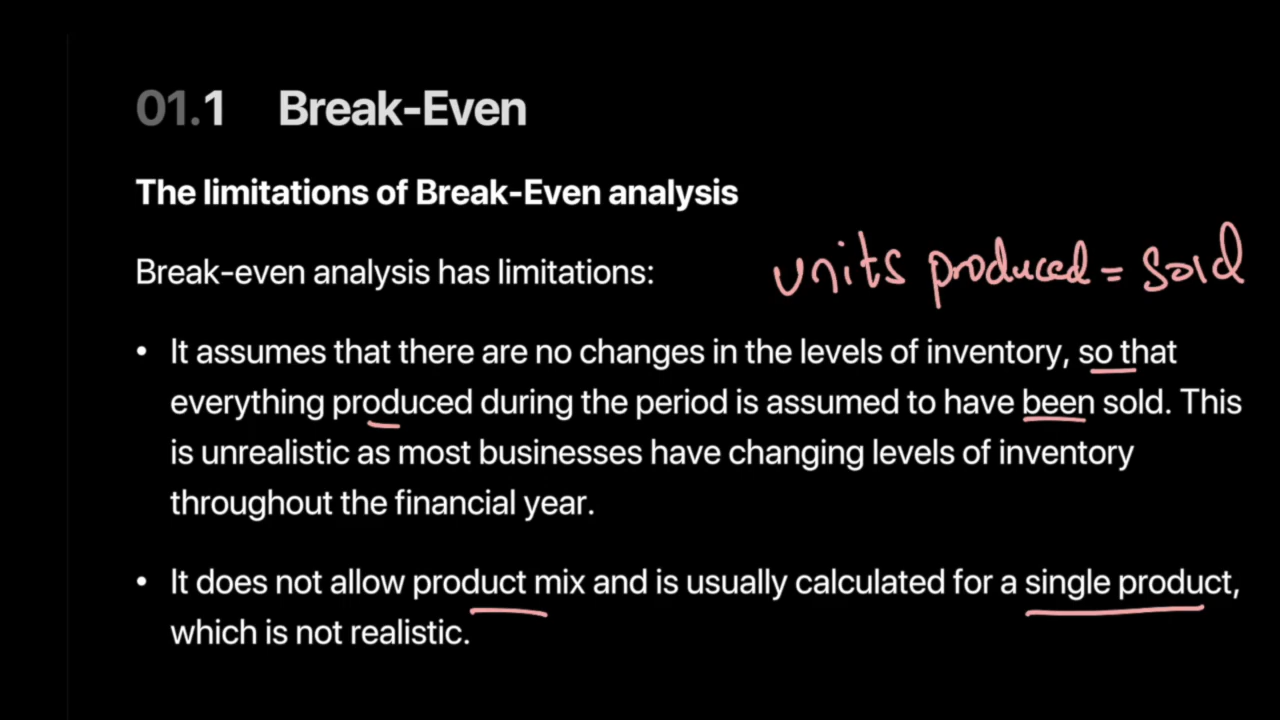 01.1 Break-Even
The limitations of Break-Even analysis
Break-even analysis has limitations:
units produced = sold
• It assumes that there are no changes in the levels of inventory, so that
everything produced during the period is assumed to have been sold. This
is unrealistic as most businesses have changing levels of inventory
throughout the financial year.
• It does not allow product mix and is usually calculated for a single product,
which is not realistic.